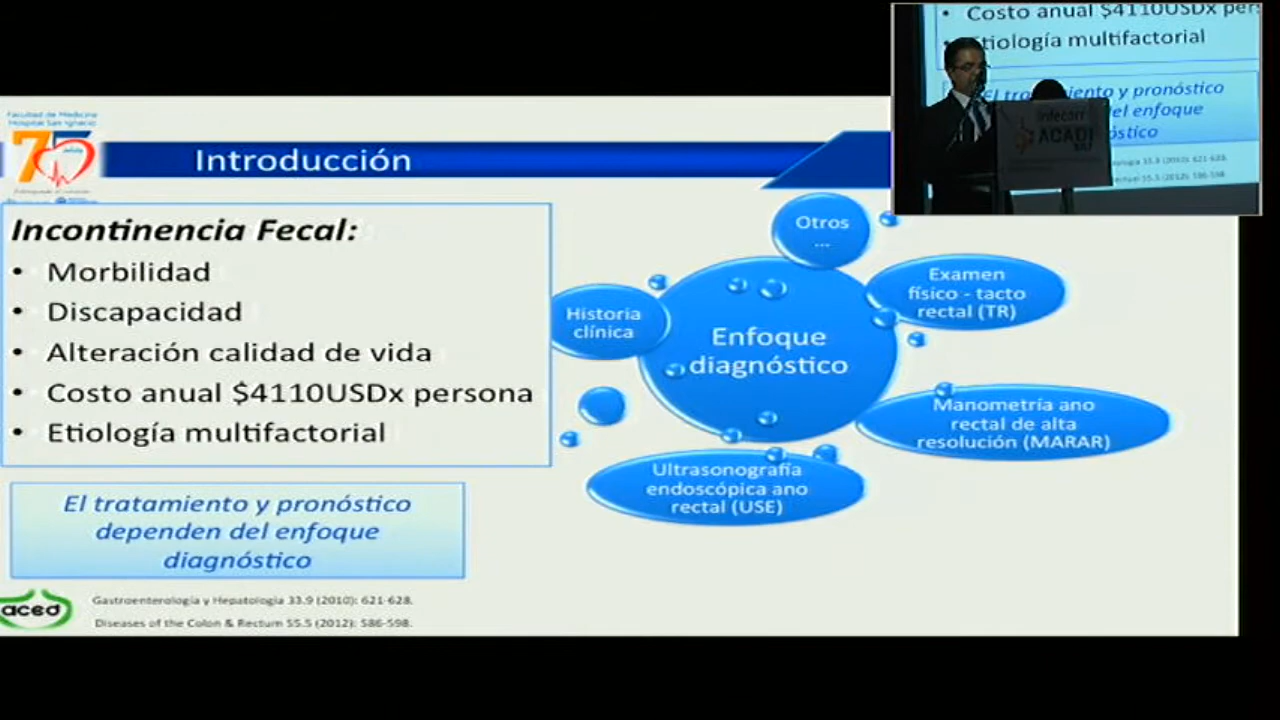 Facultad de Medicina
Hospital San Ignacio
75
Introducción
Incontinencia Fecal:
• Morbilidad
• Discapacidad
• Alteración calidad de vida
• Costo anual $4110USDx persona
• Etiología multifactorial
El tratamiento y pronóstico
dependen del enfoque
diagnóstico
Otros
...
Examen
físico - tacto
rectal (TR)
Historia
clínica
Enfoque
diagnóstico
Manometría ano
rectal de alta
resolución (MARAR)
Ultrasonografía
endoscópica ano
rectal (USE)
aced
Gastroenterología y Hepatología 33.9 (2010): 621-628.
Diseases of the Colon & Rectum 55.5 (2012): 586-598.
• Costo anual $4110USDx pers
• Etiología multifactorial
El tratamiento y pronóstico
del enfoque
ACADI